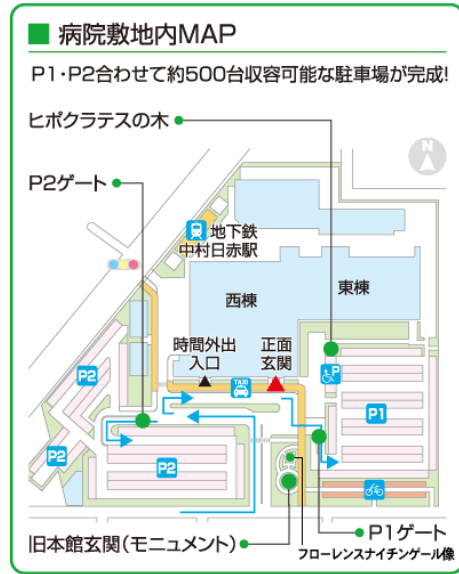 病院敷地内MAP
P1・P2合わせて約500台収容可能な駐車場が完成!
ヒポクラテスの木
P2ゲート
N
地下鉄
中村日赤駅
西棟
東棟
時間外出
入口
正面
玄関
TAXI
P
P2
P1
P2
P2
旧本館玄関(モニュメント)
P1ゲート
フローレンスナイチンゲール像